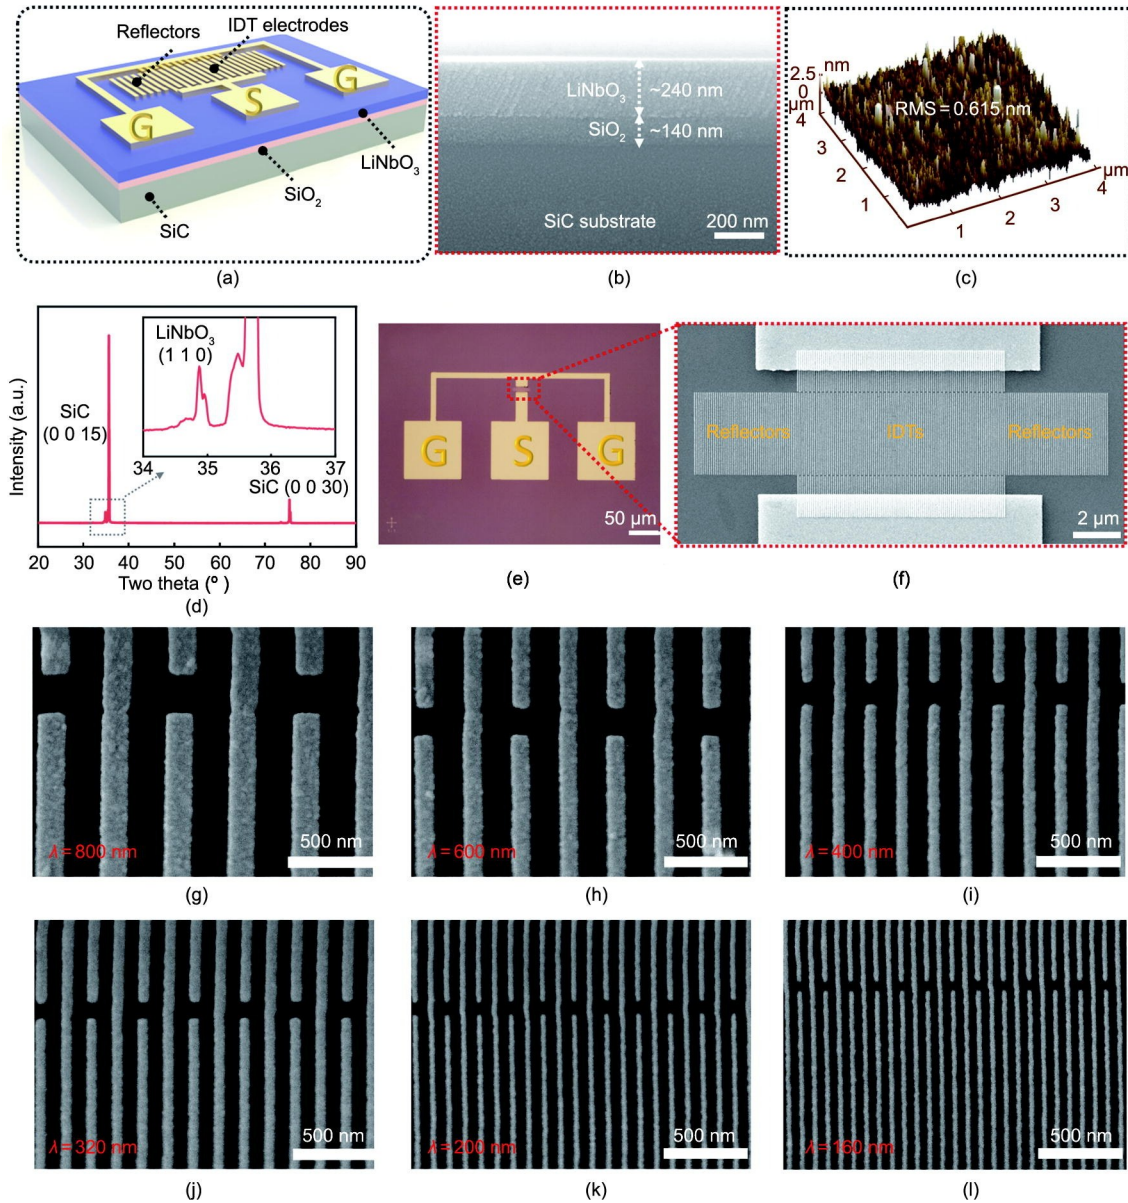 Reflectors
IDT electrodes
G
S
G
LiNbO3
SiO2
SiC
(a)
LiNbO3
~240 nm
SiO2
~140 nm
SiC substrate
200 nm
(b)
2.5
nm
0
μm
4
RMS = 0.615 nm
3
2
1
μm
4
3
2
1
(c)
Intensity (a.u.)
LiNbO3
(1 1 0)
SiC
(0 0 15)
34
35
36
37
SiC (0 0 30)
20 30 40 50 60 70 80 90
Two theta (°)
(d)
G
S
G
50 μm
(e)
Reflectors
IDTs
Reflectors
2 μm
(f)
λ = 800 nm
500 nm
(g)
λ = 600 nm
500 nm
(h)
λ = 400 nm
500 nm
(i)
λ = 320 nm
500 nm
(j)
λ = 200 nm
500 nm
(k)
λ = 160 nm
500 nm
(l)